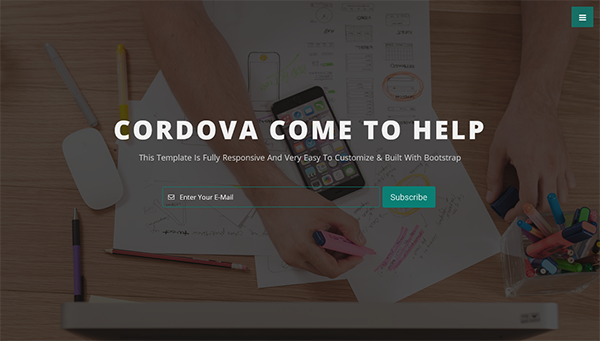 CORDOVA COME TO HELP
This Template Is Fully Responsive And Very Easy To Customize & Built With Bootstrap
Enter Your E-Mail
Subscribe